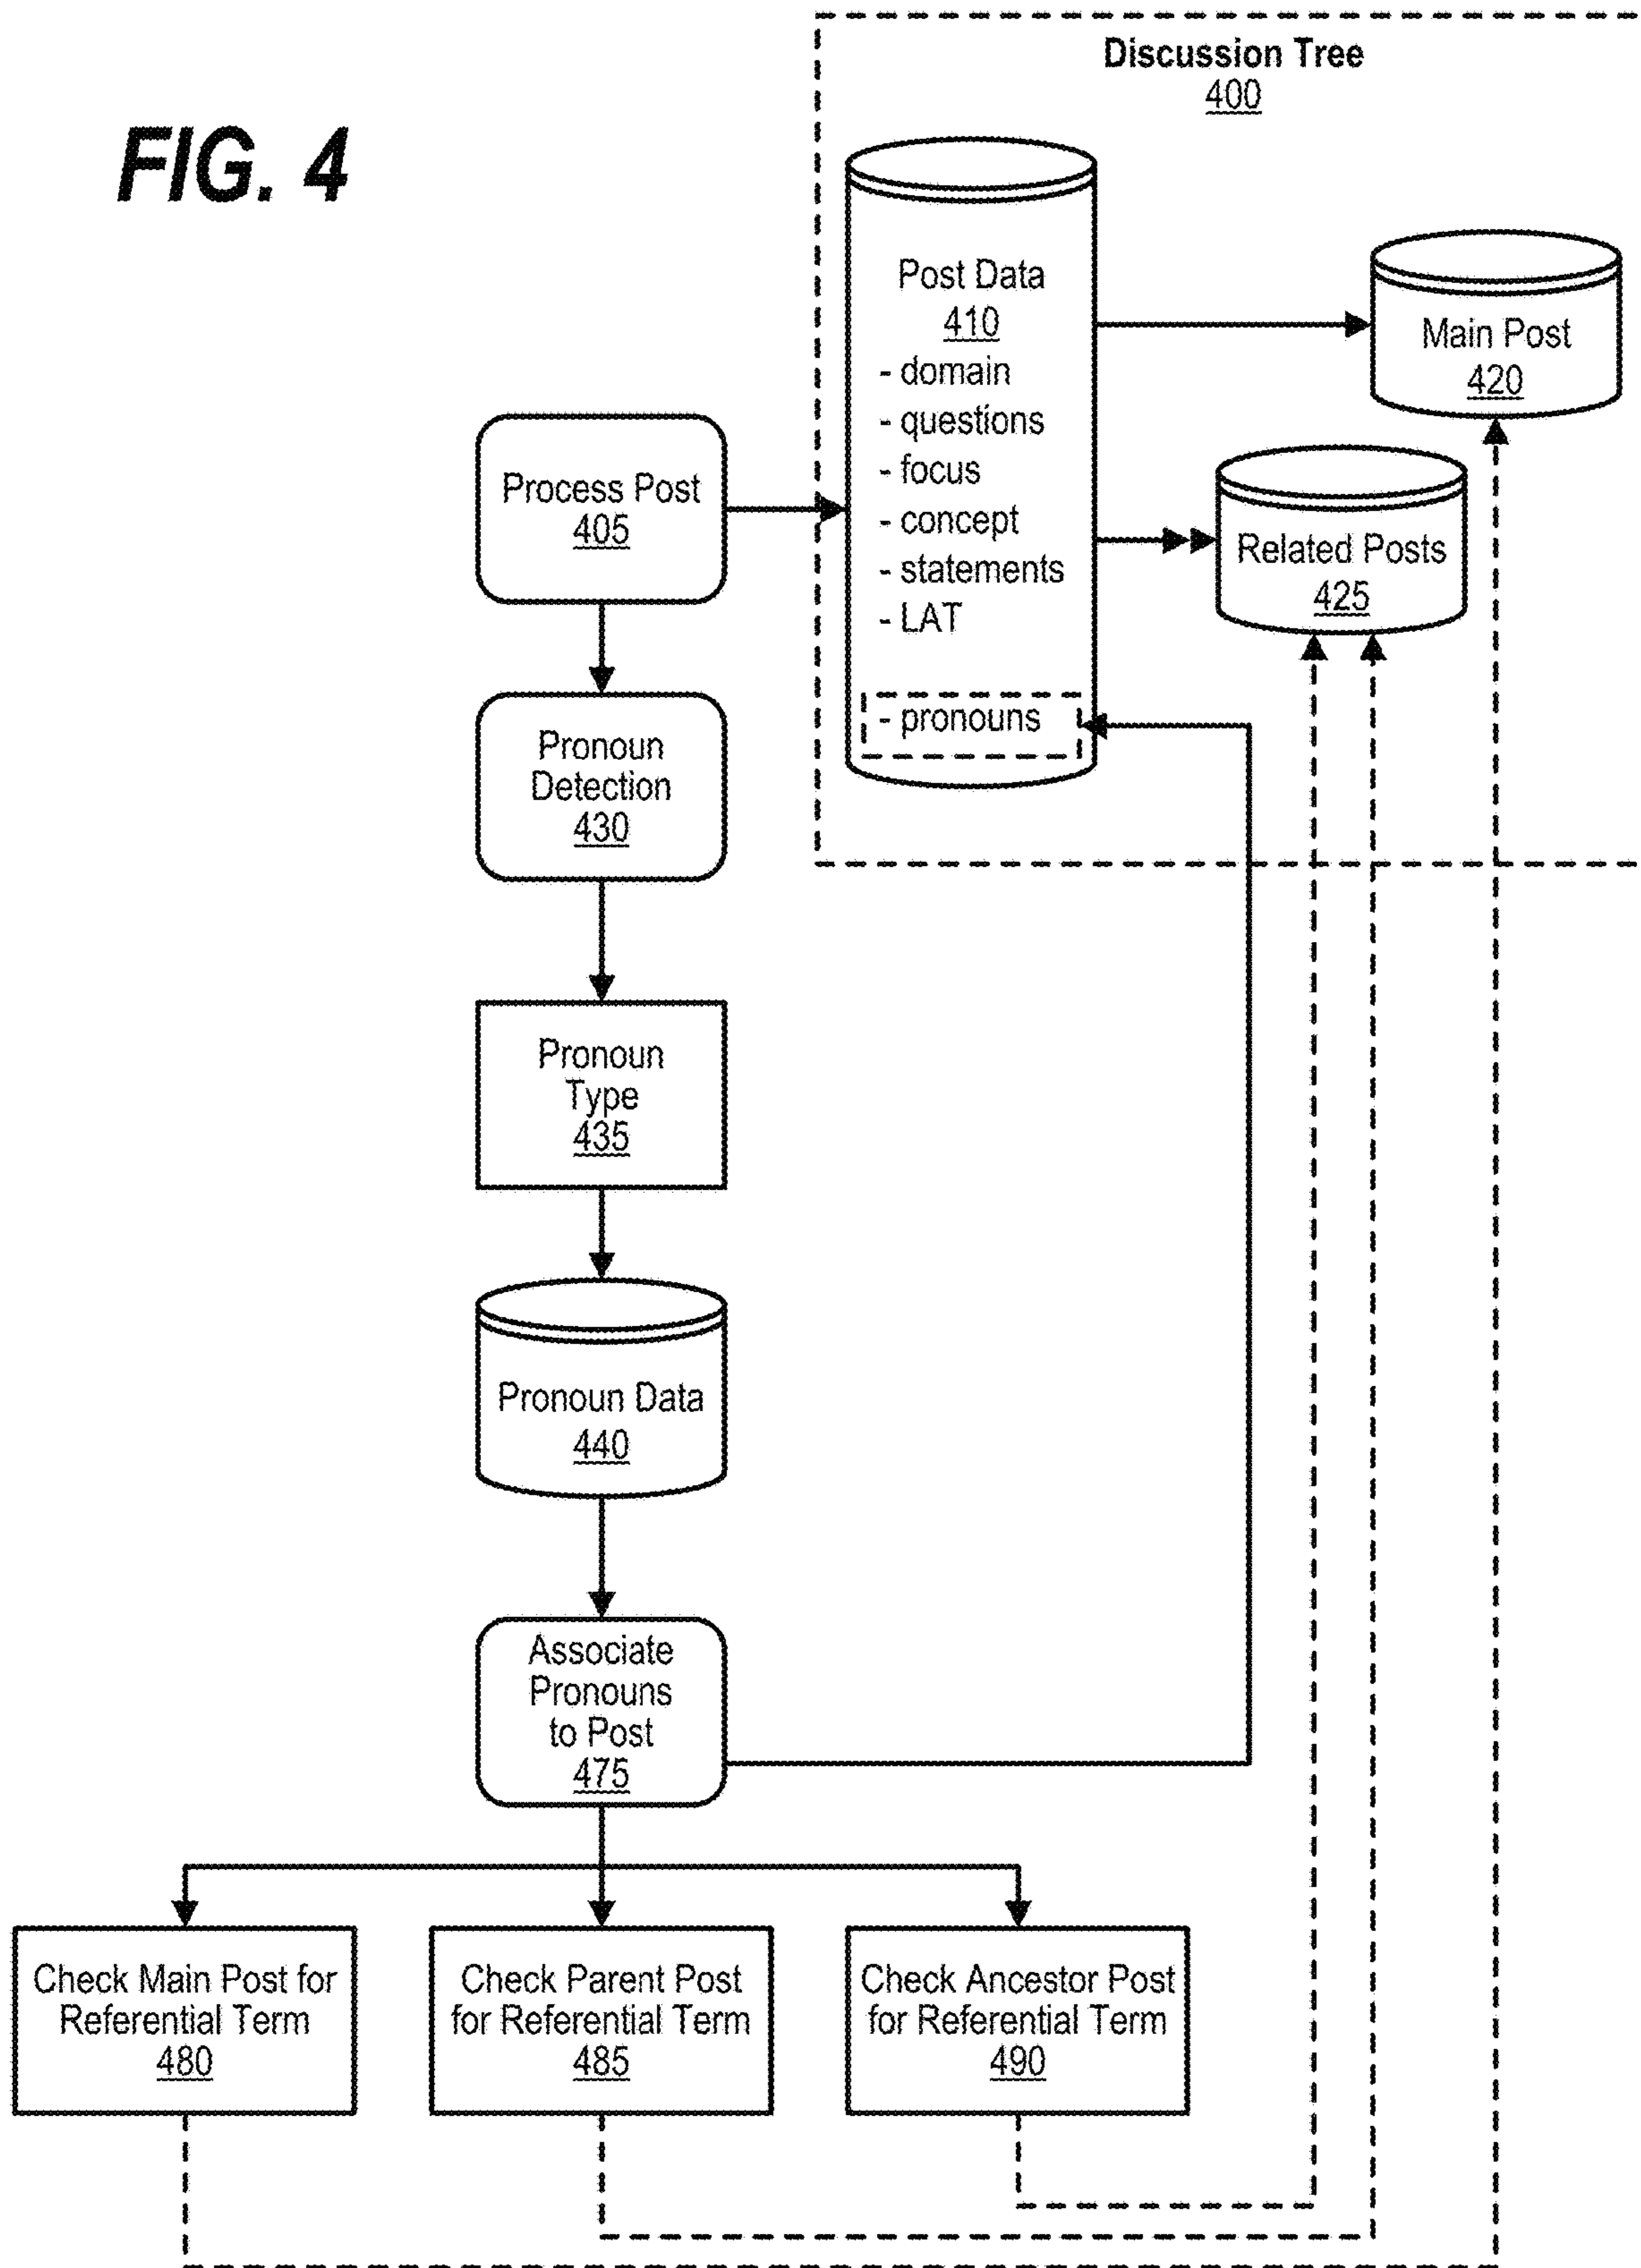 FIG. 4
Discussion Tree
400
Post Data
410
- domain
- questions
- focus
- concept
- statements
- LAT
- pronouns
Main Post
420
Related Posts
425
Process Post
405
Pronoun
Detection
430
Pronoun
Type
435
Pronoun Data
440
Associate
Pronouns
to Post
475
Check Main Post for
Referential Term
480
Check Parent Post
for Referential Term
485
Check Ancestor Post
for Referential Term
490